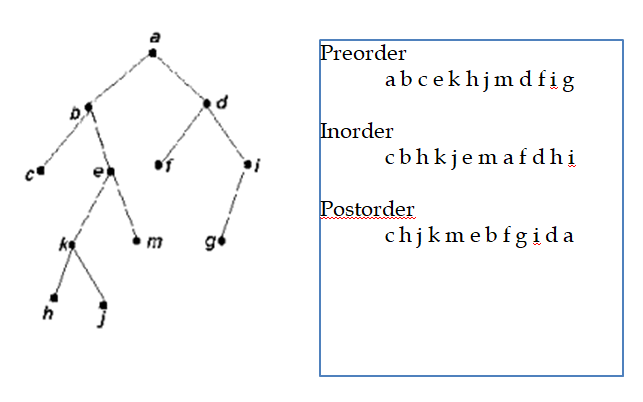 a
b
d
c
e
f
i
k
m
g
h
j
Preorder
a b c e k h j m d f i g
Inorder
c b h k j e m a f d h i
Postorder
c h j k m e b f g i d a